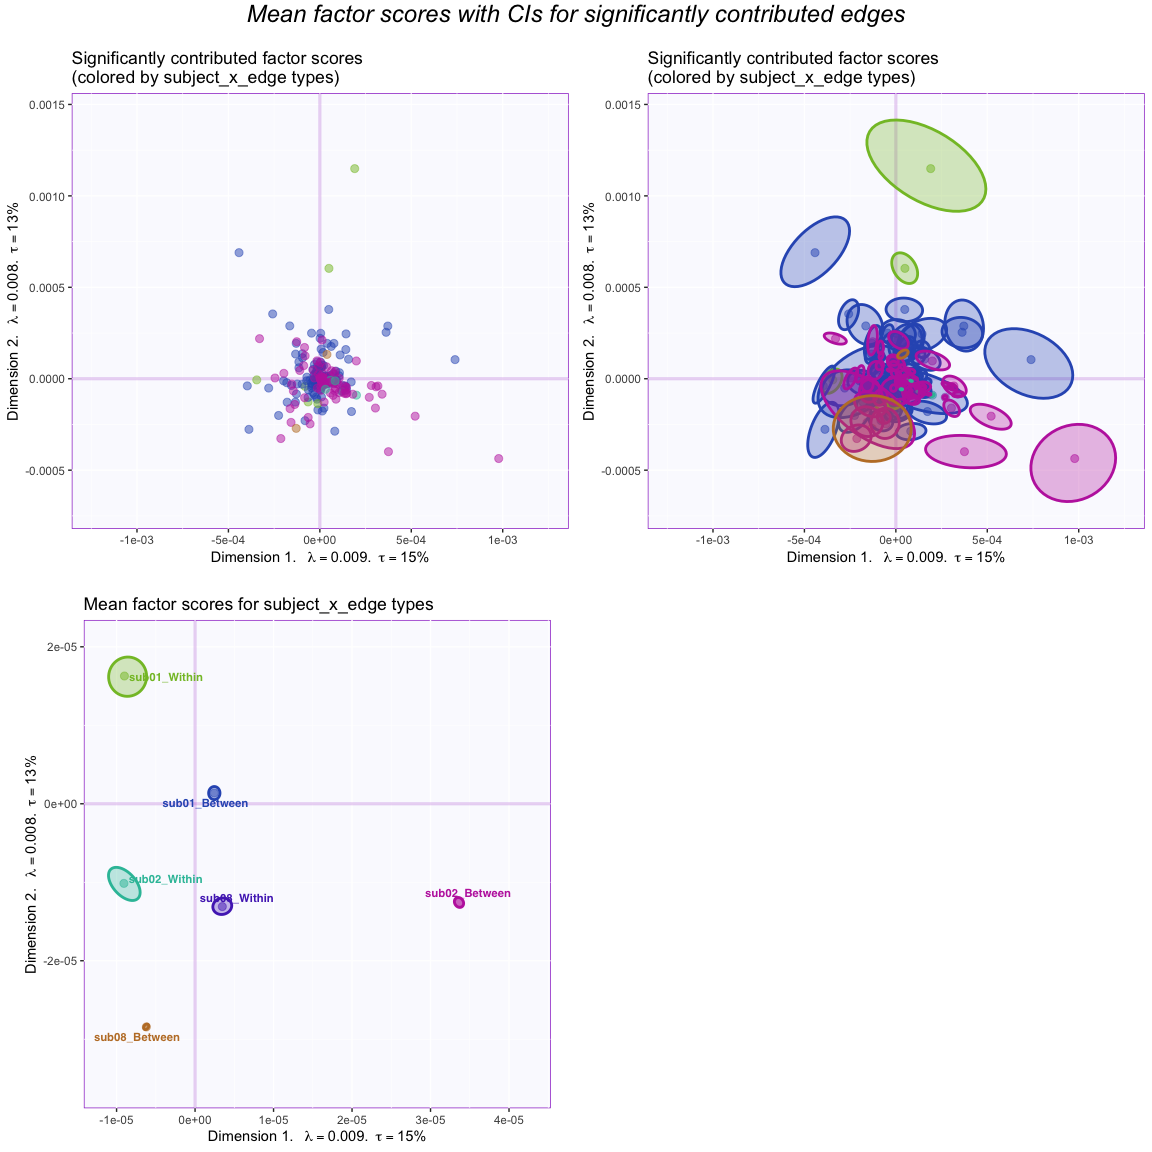 Mean factor scores with CIs for significantly contributed edges
Significantly contributed factor scores
(colored by subject_x_edge types)
0.0015
0.0010
0.0005
0.0000
-0.0005
Dimension 2. λ = 0.008. τ = 13%
-1e-03
-5e-04
0e+00
5e-04
1e-03
Dimension 1. λ = 0.009. τ = 15%
Significantly contributed factor scores
(colored by subject_x_edge types)
0.0015
0.0010
0.0005
0.0000
-0.0005
Dimension 2. λ = 0.008. τ = 13%
-1e-03
-5e-04
0e+00
5e-04
1e-03
Dimension 1. λ = 0.009. τ = 15%
Mean factor scores for subject_x_edge types
2e-05
0e+00
-2e-05
Dimension 2. λ = 0.008. τ = 13%
sub01_Within
sub01_Between
sub02_Within
sub08_Within
sub02_Between
sub08_Between
-1e-05
0e+00
1e-05
2e-05
3e-05
4e-05
Dimension 1. λ = 0.009. τ = 15%